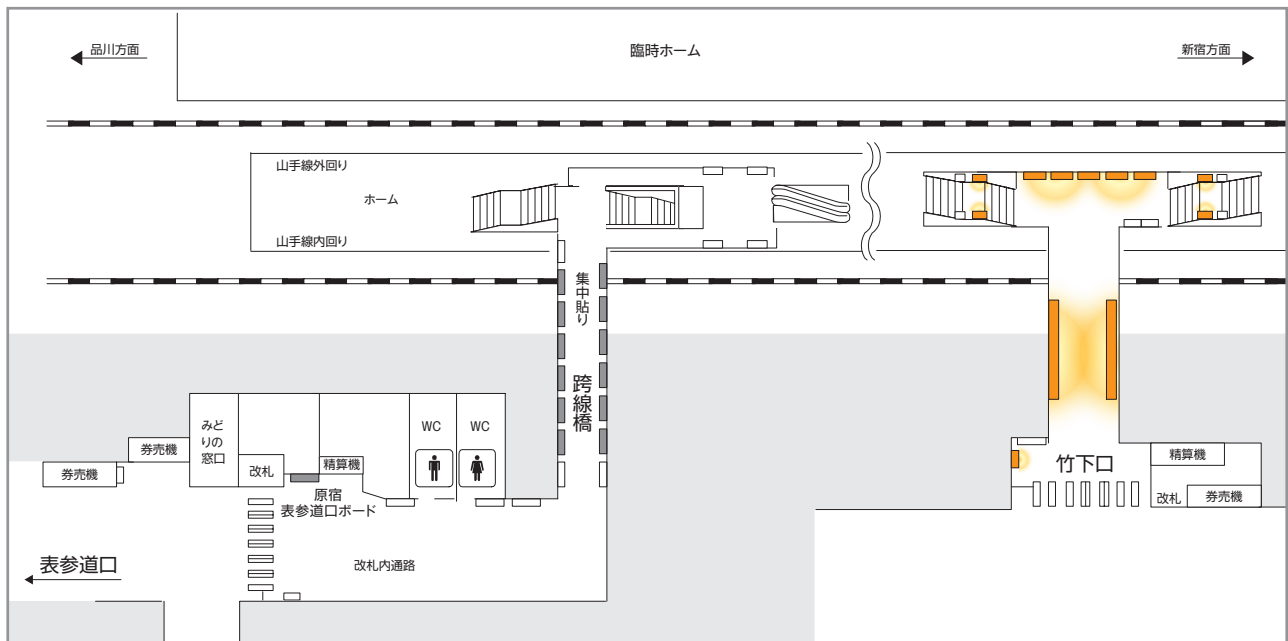 品川方面
臨時ホーム
新宿方面
山手線外回り
ホーム
山手線内回り
集中貼り
跨線橋
みど
りの
窓口
WC
WC
券売機
券売機
改札
精算機
原宿
表参道口ボード
竹下口
精算機
改札
券売機
改札内通路
表参道口